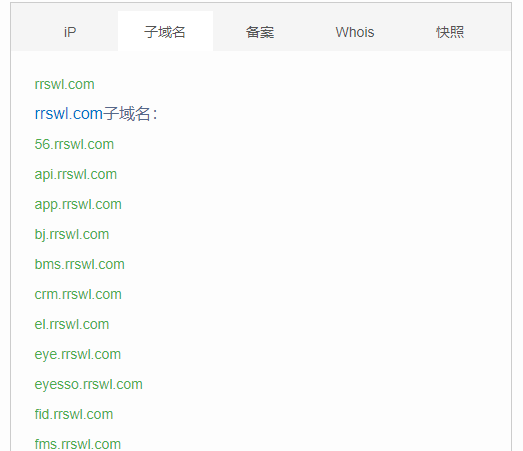 iP 子域名 备案 Whois 快照
rrswl.com
rrswl.com子域名：
56.rrswl.com
api.rrswl.com
app.rrswl.com
bj.rrswl.com
bms.rrswl.com
crm.rrswl.com
el.rrswl.com
eye.rrswl.com
eyesso.rrswl.com
fid.rrswl.com
fms.rrswl.com